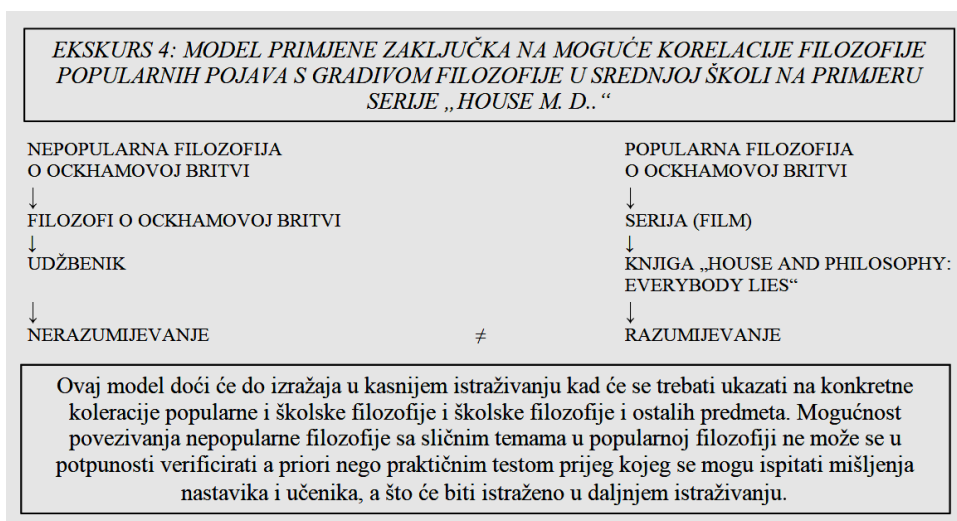 EKSKURS 4: MODEL PRIMJENE ZAKLJUČKA NA MOGUĆE KORELACIJE FILOZOFIJE
POPULARNIH POJAVA S GRADIVOM FILOZOFIJE U SREDNJOJ ŠKOLI NA PRIMJERU
SERIJE „HOUSE M. D..“
NEPOPULARNA FILOZOFIJA
O OCKHAMOVOJ BRITVI
↓
FILOZOFI O OCKHAMOVOJ BRITVI
↓
UDŽBENIK
↓
NERAZUMIJEVANJE
≠
POPULARNA FILOZOFIJA
O OCKHAMOVOJ BRITVI
↓
SERIJA (FILM)
↓
KNJIGA „HOUSE AND PHILOSOPHY:
EVERYBODY LIES“
↓
RAZUMIJEVANJE
Ovaj model doći će do izražaja u kasnijem istraživanju kad će se trebati ukazati na konkretne
koleracije popularne i školske filozofije i školske filozofije i ostalih predmeta. Mogućnost
povezivanja nepopularne filozofije sa sličnim temama u popularnoj filozofiji ne može se u
potpunosti verificirati a priori nego praktičnim testom prijeg kojeg se mogu ispitati mišljenja
nastavika i učenika, a što će biti istraženo u daljnjem istraživanju.